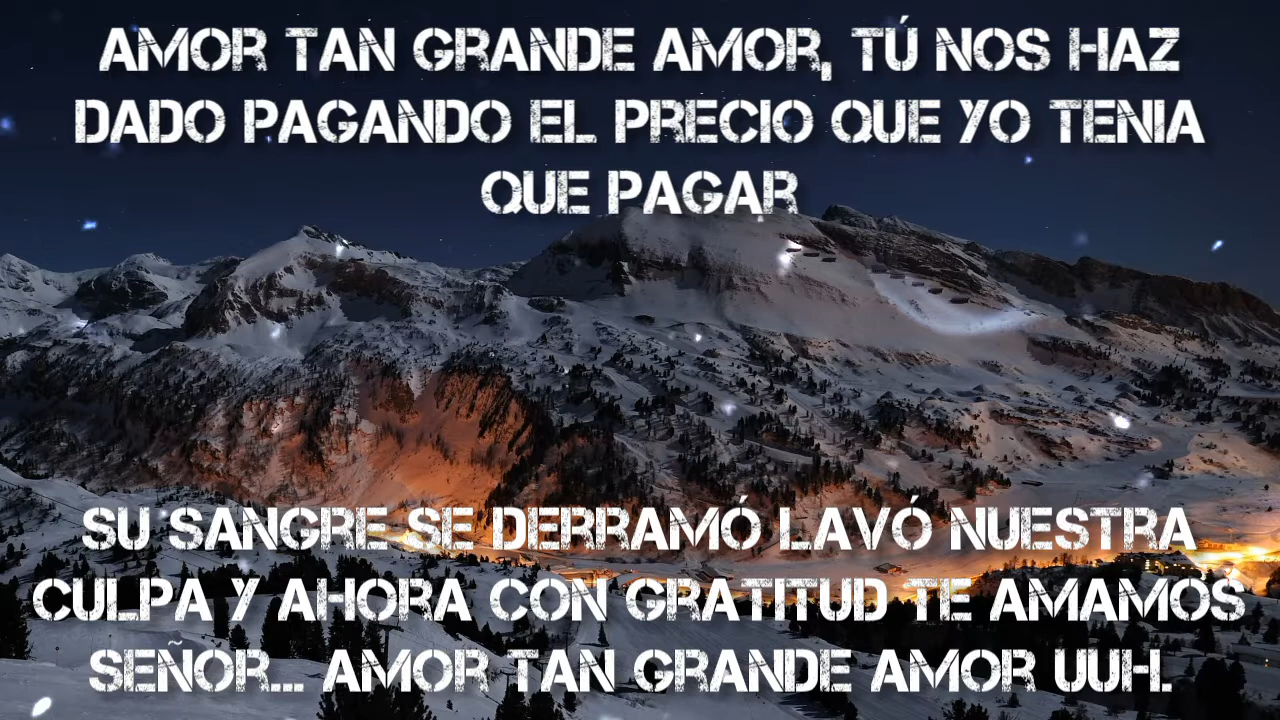 AMOR TAN GRANDE AMOR, TÚ NOS HAZ
DADO PAGANDO EL PRECIO QUE YO TENIA
QUE PAGAR
SU SANGRE SE DERRAMÓ LAVÓ NUESTRA
CULPA Y AHORA CON GRATITUD TE AMAMOS
SEÑOR... AMOR TAN GRANDE AMOR UUH.